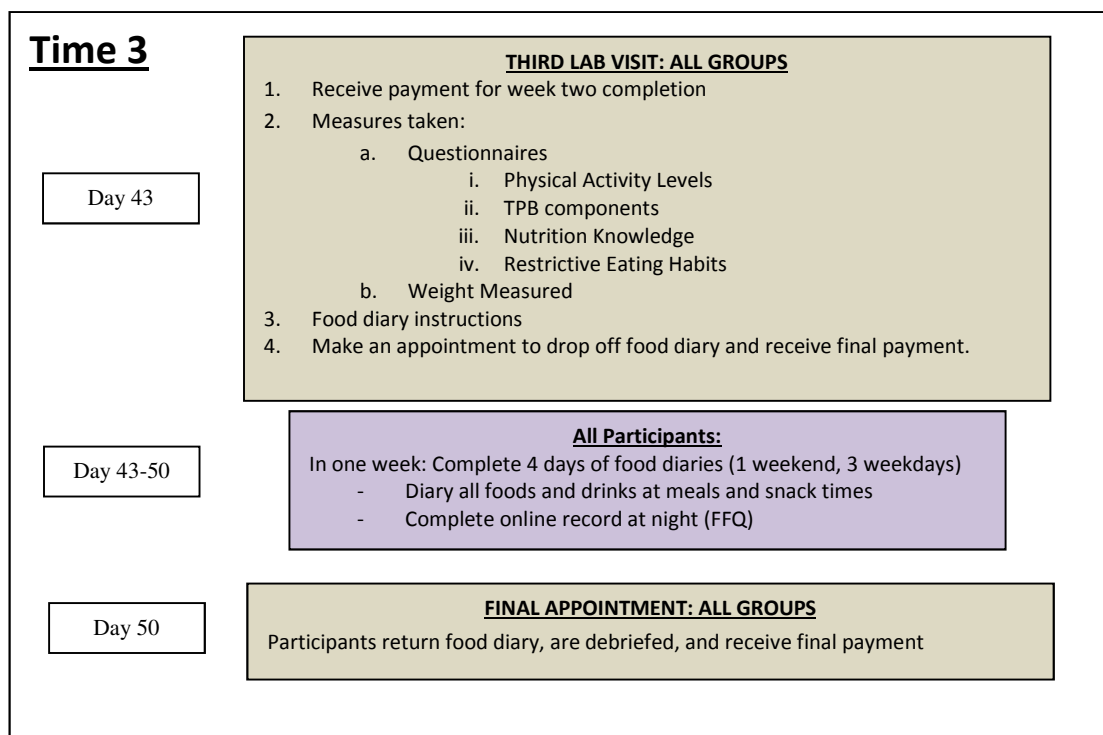 Time 3
THIRD LAB VISIT: ALL GROUPS
1. Receive payment for week two completion
2. Measures taken:
a. Questionnaires
i. Physical Activity Levels
ii. TPB components
iii. Nutrition Knowledge
iv. Restrictive Eating Habits
b. Weight Measured
3. Food diary instructions
4. Make an appointment to drop off food diary and receive final payment.
Day 43
All Participants:
In one week: Complete 4 days of food diaries (1 weekend, 3 weekdays)
- Diary all foods and drinks at meals and snack times
- Complete online record at night (FFQ)
Day 43-50
FINAL APPOINTMENT: ALL GROUPS
Participants return food diary, are debriefed, and receive final payment
Day 50